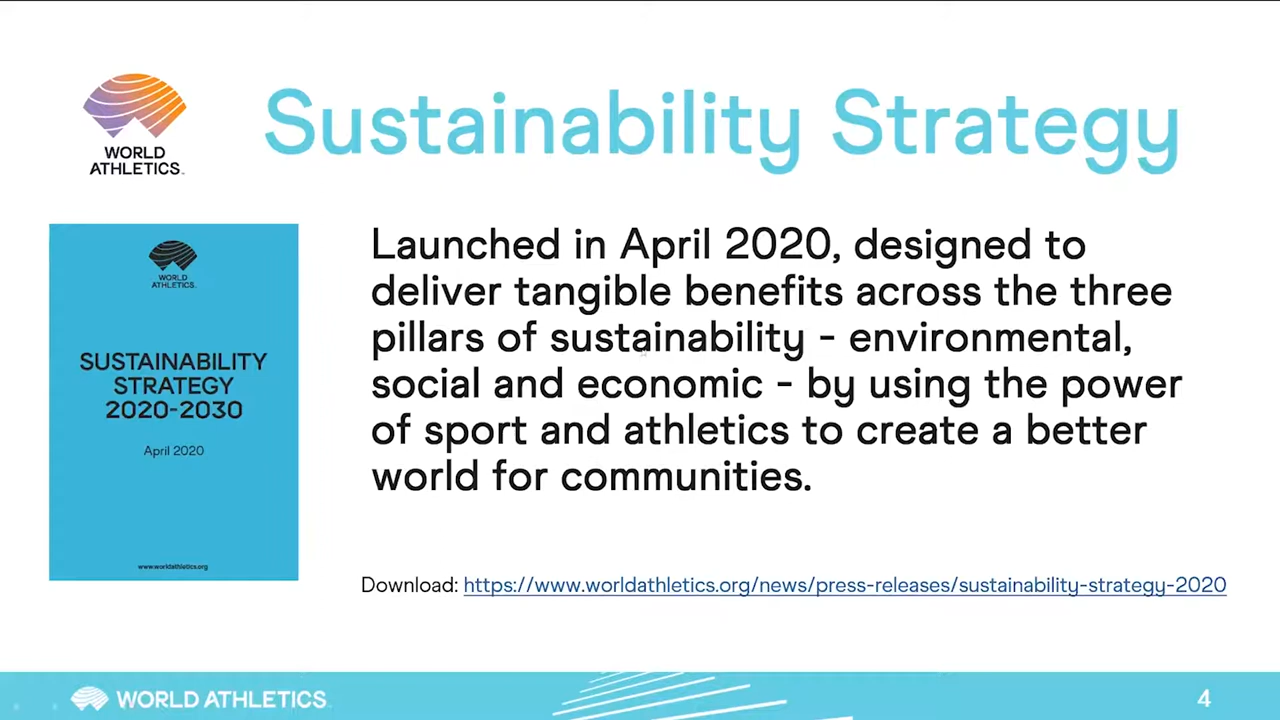 WORLD
ATHLETICS™
Sustainability Strategy
WORLD
ATHLETICS™
SUSTAINABILITY
STRATEGY
2020-2030
April 2020
www.worldathletics.org
Launched in April 2020, designed to
deliver tangible benefits across the three
pillars of sustainability - environmental,
social and economic - by using the power
of sport and athletics to create a better
world for communities.
Download: https://www.worldathletics.org/news/press-releases/sustainability-strategy-2020
WORLD ATHLETICS™
4